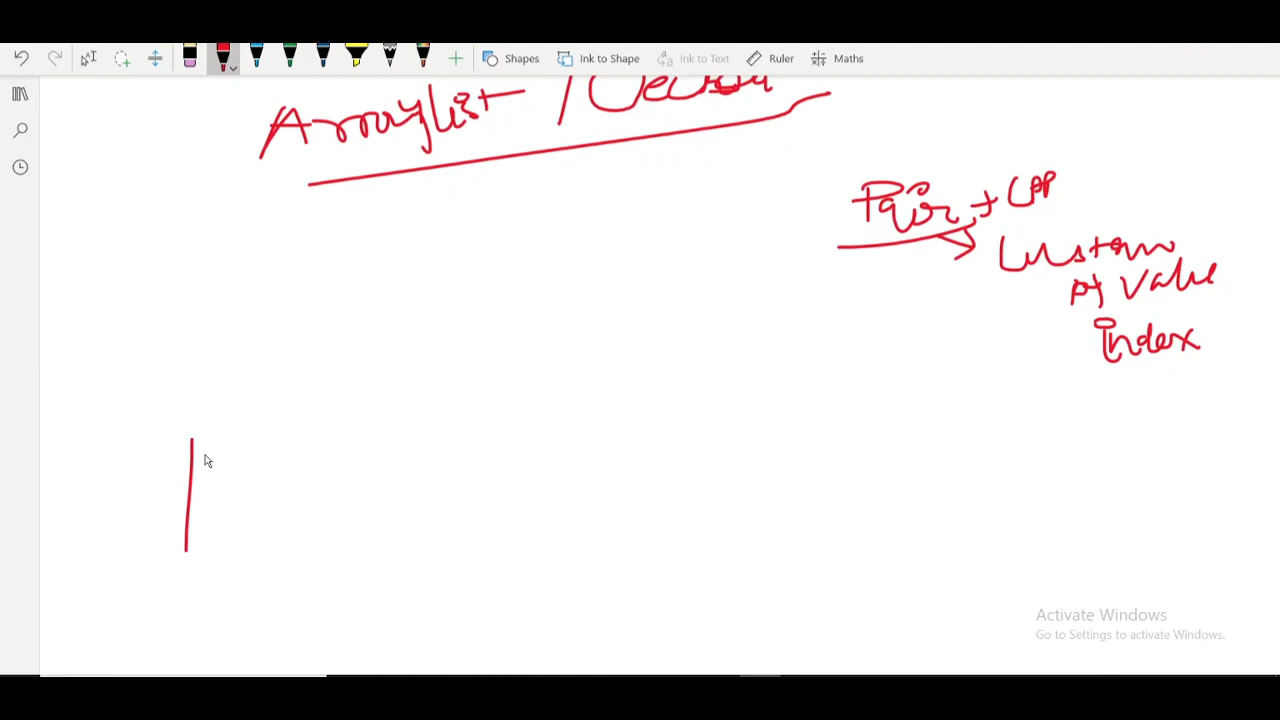 Shapes Ink to Shape Ink to Text Ruler Maths
Arraylist /
Pair + CPP
Custom
of value
index
Activate Windows
Go to Settings to activate Windows.